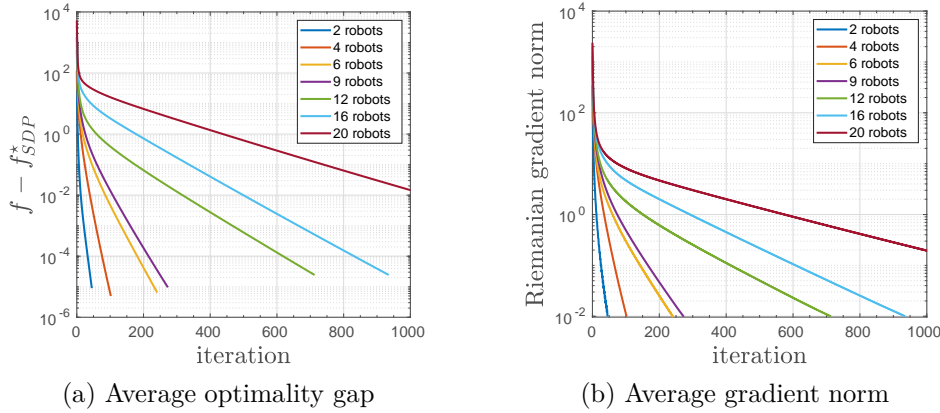 10^4
10^2
10^0
10^-2
10^-4
10^-6
f − f*_SDP
0 200 400 600 800 1000
iteration
2 robots
4 robots
6 robots
9 robots
12 robots
16 robots
20 robots
(a) Average optimality gap
10^4
10^2
10^0
10^-2
Riemanian gradient norm
0 200 400 600 800 1000
iteration
2 robots
4 robots
6 robots
9 robots
12 robots
16 robots
20 robots
(b) Average gradient norm